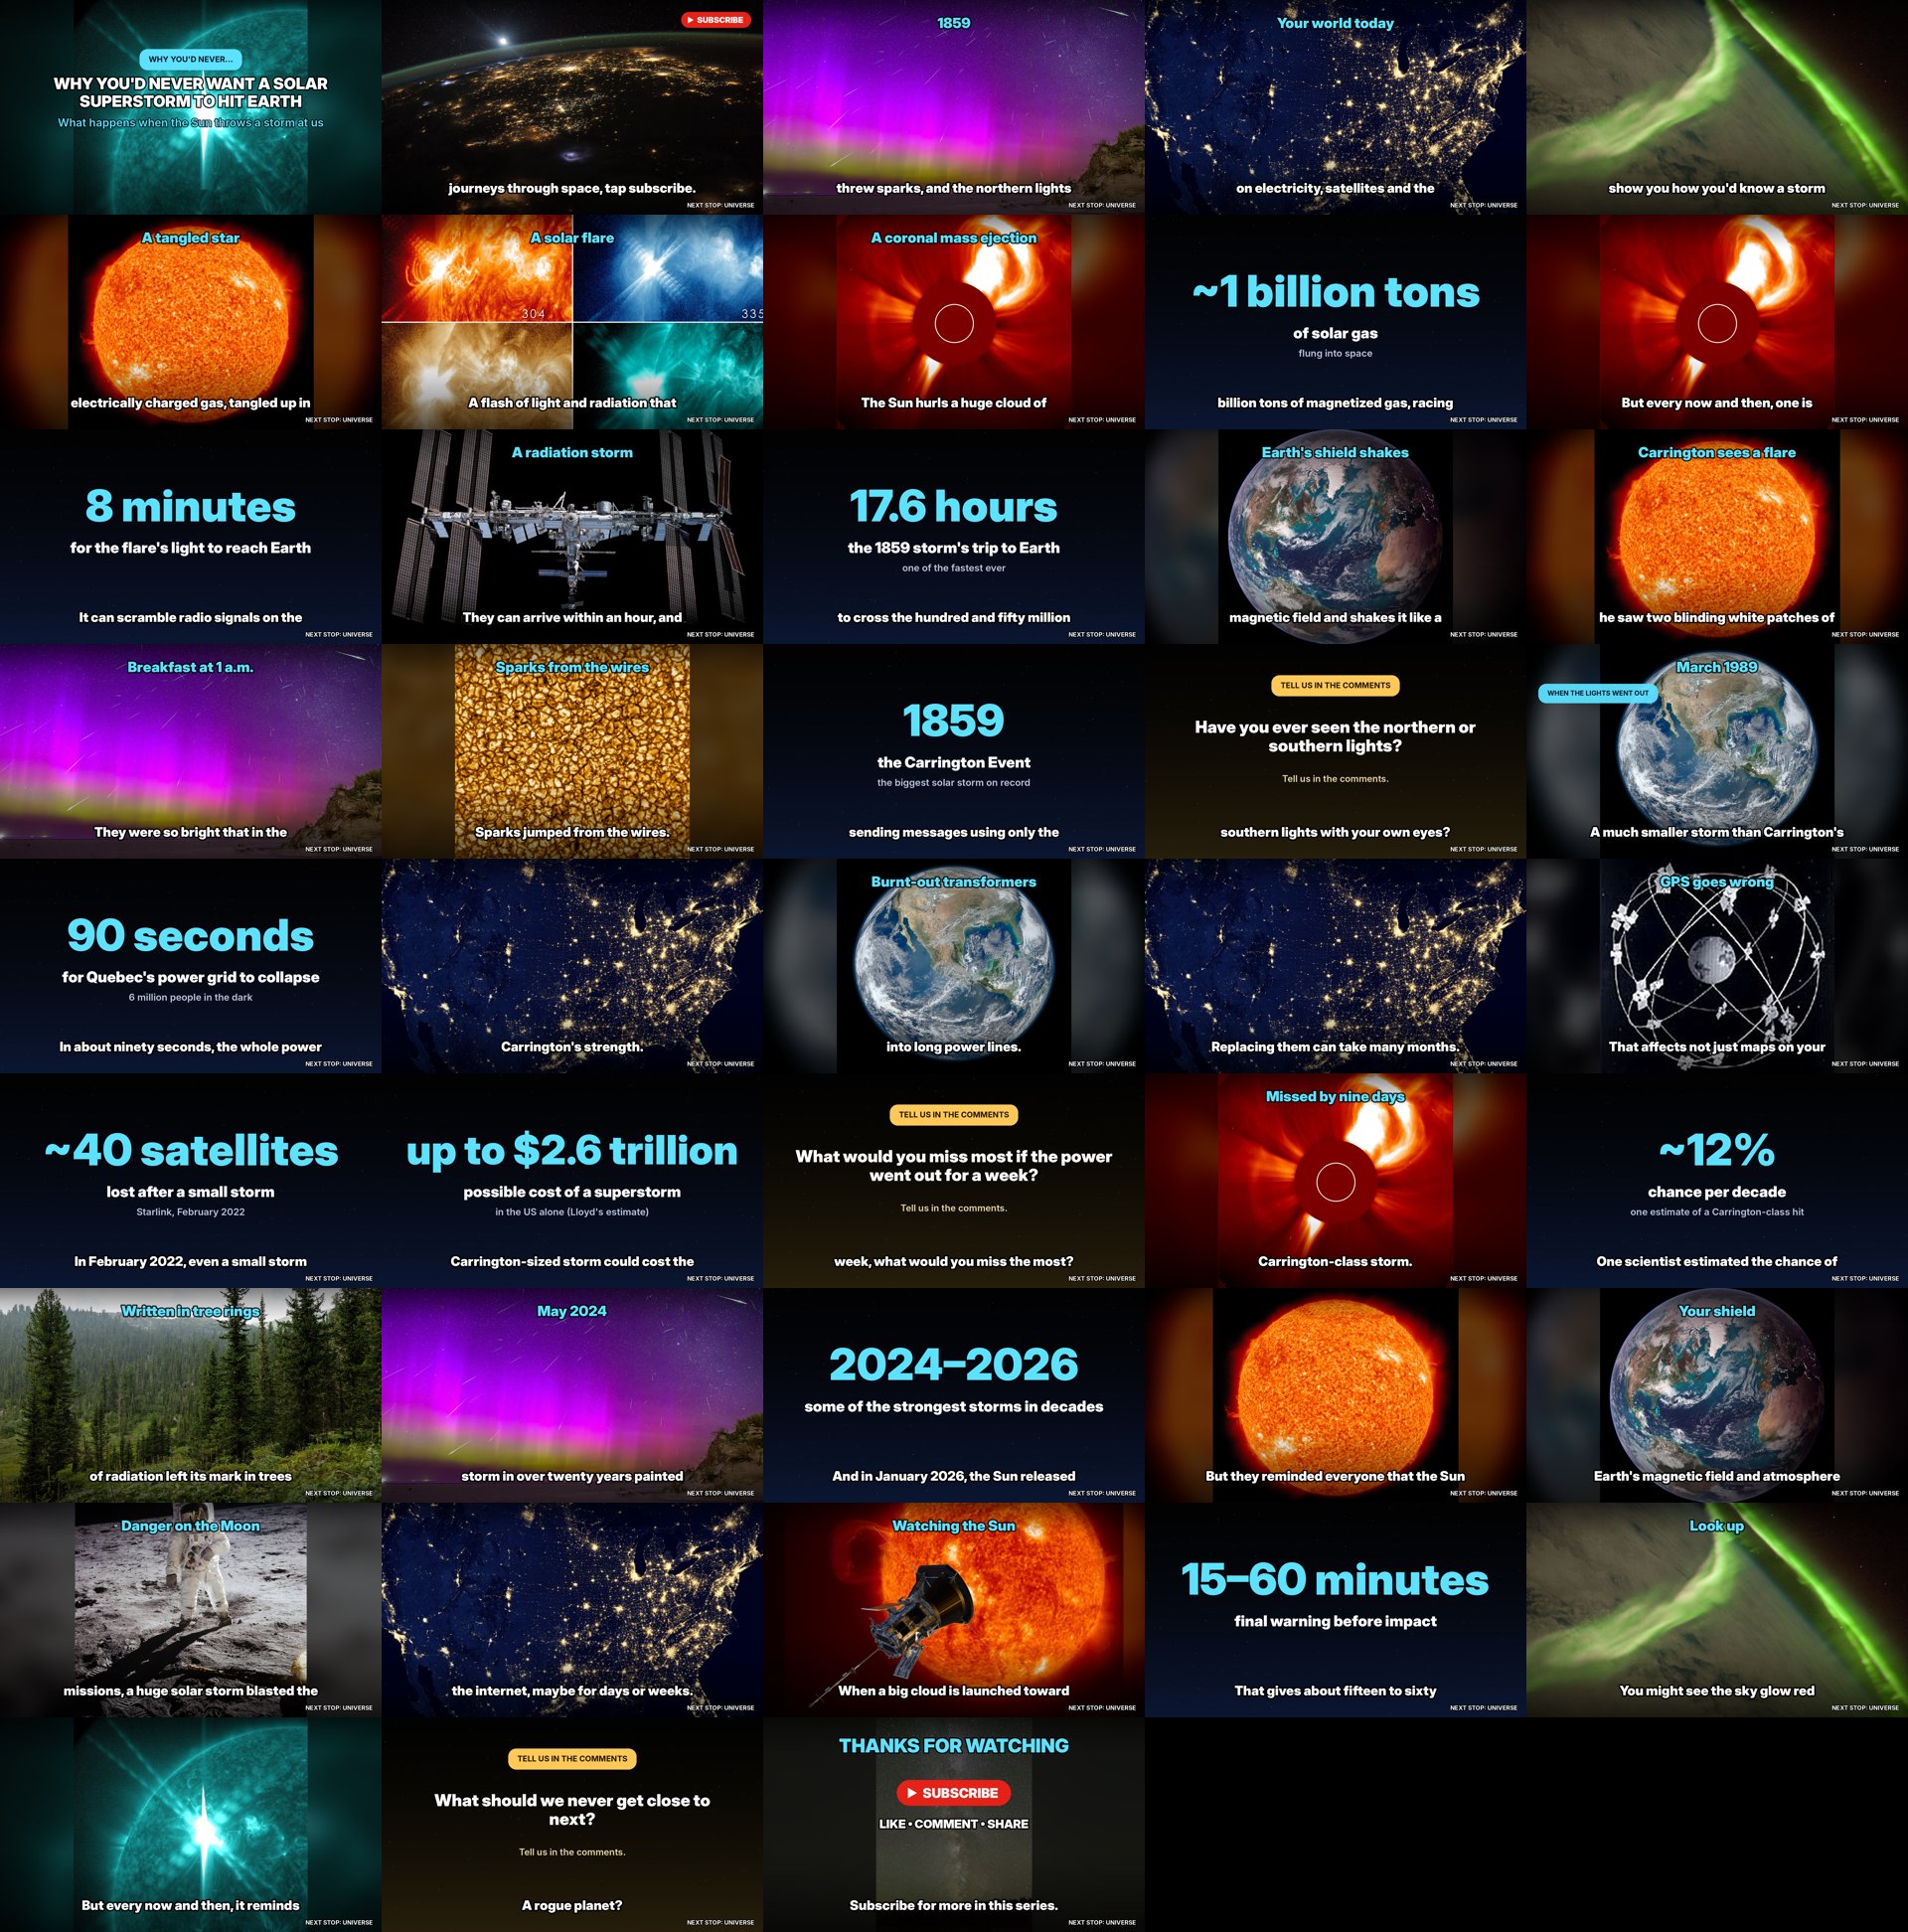 WHY YOU'D NEVER...
WHY YOU'D NEVER WANT A SOLAR
SUPERSTORM TO HIT EARTH
What happens when the Sun throws a storm at us
SUBSCRIBE
journeys through space, tap subscribe.
NEXT STOP: UNIVERSE
1859
threw sparks, and the northern lights
NEXT STOP: UNIVERSE
Your world today
on electricity, satellites and the
NEXT STOP: UNIVERSE
show you how you'd know a storm
NEXT STOP: UNIVERSE
A tangled star
electrically charged gas, tangled up in
NEXT STOP: UNIVERSE
A solar flare
304
335
A flash of light and radiation that
NEXT STOP: UNIVERSE
A coronal mass ejection
The Sun hurls a huge cloud of
NEXT STOP: UNIVERSE
~1 billion tons
of solar gas
flung into space
billion tons of magnetized gas, racing
NEXT STOP: UNIVERSE
But every now and then, one is
NEXT STOP: UNIVERSE
8 minutes
for the flare's light to reach Earth
It can scramble radio signals on the
NEXT STOP: UNIVERSE
A radiation storm
They can arrive within an hour, and
NEXT STOP: UNIVERSE
17.6 hours
the 1859 storm's trip to Earth
one of the fastest ever
to cross the hundred and fifty million
NEXT STOP: UNIVERSE
Earth's shield shakes
magnetic field and shakes it like a
NEXT STOP: UNIVERSE
Carrington sees a flare
he saw two blinding white patches of
NEXT STOP: UNIVERSE
Breakfast at 1 a.m.
They were so bright that in the
NEXT STOP: UNIVERSE
Sparks from the wires
Sparks jumped from the wires.
NEXT STOP: UNIVERSE
1859
the Carrington Event
the biggest solar storm on record
sending messages using only the
NEXT STOP: UNIVERSE
TELL US IN THE COMMENTS
Have you ever seen the northern or
southern lights?
Tell us in the comments.
southern lights with your own eyes?
NEXT STOP: UNIVERSE
March 1989
WHEN THE LIGHTS WENT OUT
A much smaller storm than Carrington's
NEXT STOP: UNIVERSE
90 seconds
for Quebec's power grid to collapse
6 million people in the dark
In about ninety seconds, the whole power
NEXT STOP: UNIVERSE
Carrington's strength.
NEXT STOP: UNIVERSE
Burnt-out transformers
into long power lines.
NEXT STOP: UNIVERSE
Replacing them can take many months.
NEXT STOP: UNIVERSE
GPS goes wrong
That affects not just maps on your
NEXT STOP: UNIVERSE
~40 satellites
lost after a small storm
Starlink, February 2022
In February 2022, even a small storm
NEXT STOP: UNIVERSE
up to $2.6 trillion
possible cost of a superstorm
in the US alone (Lloyd's estimate)
Carrington-sized storm could cost the
NEXT STOP: UNIVERSE
TELL US IN THE COMMENTS
What would you miss most if the power
went out for a week?
Tell us in the comments.
week, what would you miss the most?
NEXT STOP: UNIVERSE
Missed by nine days
Carrington-class storm.
NEXT STOP: UNIVERSE
~12%
chance per decade
one estimate of a Carrington-class hit
One scientist estimated the chance of
NEXT STOP: UNIVERSE
Written in tree rings
of radiation left its mark in trees
NEXT STOP: UNIVERSE
May 2024
storm in over twenty years painted
NEXT STOP: UNIVERSE
2024–2026
some of the strongest storms in decades
And in January 2026, the Sun released
NEXT STOP: UNIVERSE
But they reminded everyone that the Sun
NEXT STOP: UNIVERSE
Your shield
Earth's magnetic field and atmosphere
NEXT STOP: UNIVERSE
Danger on the Moon
missions, a huge solar storm blasted the
NEXT STOP: UNIVERSE
the internet, maybe for days or weeks.
NEXT STOP: UNIVERSE
Watching the Sun
When a big cloud is launched toward
NEXT STOP: UNIVERSE
15–60 minutes
final warning before impact
That gives about fifteen to sixty
NEXT STOP: UNIVERSE
Look up
You might see the sky glow red
NEXT STOP: UNIVERSE
But every now and then, it reminds
NEXT STOP: UNIVERSE
TELL US IN THE COMMENTS
What should we never get close to
next?
Tell us in the comments.
A rogue planet?
NEXT STOP: UNIVERSE
THANKS FOR WATCHING
SUBSCRIBE
LIKE • COMMENT • SHARE
Subscribe for more in this series.
NEXT STOP: UNIVERSE